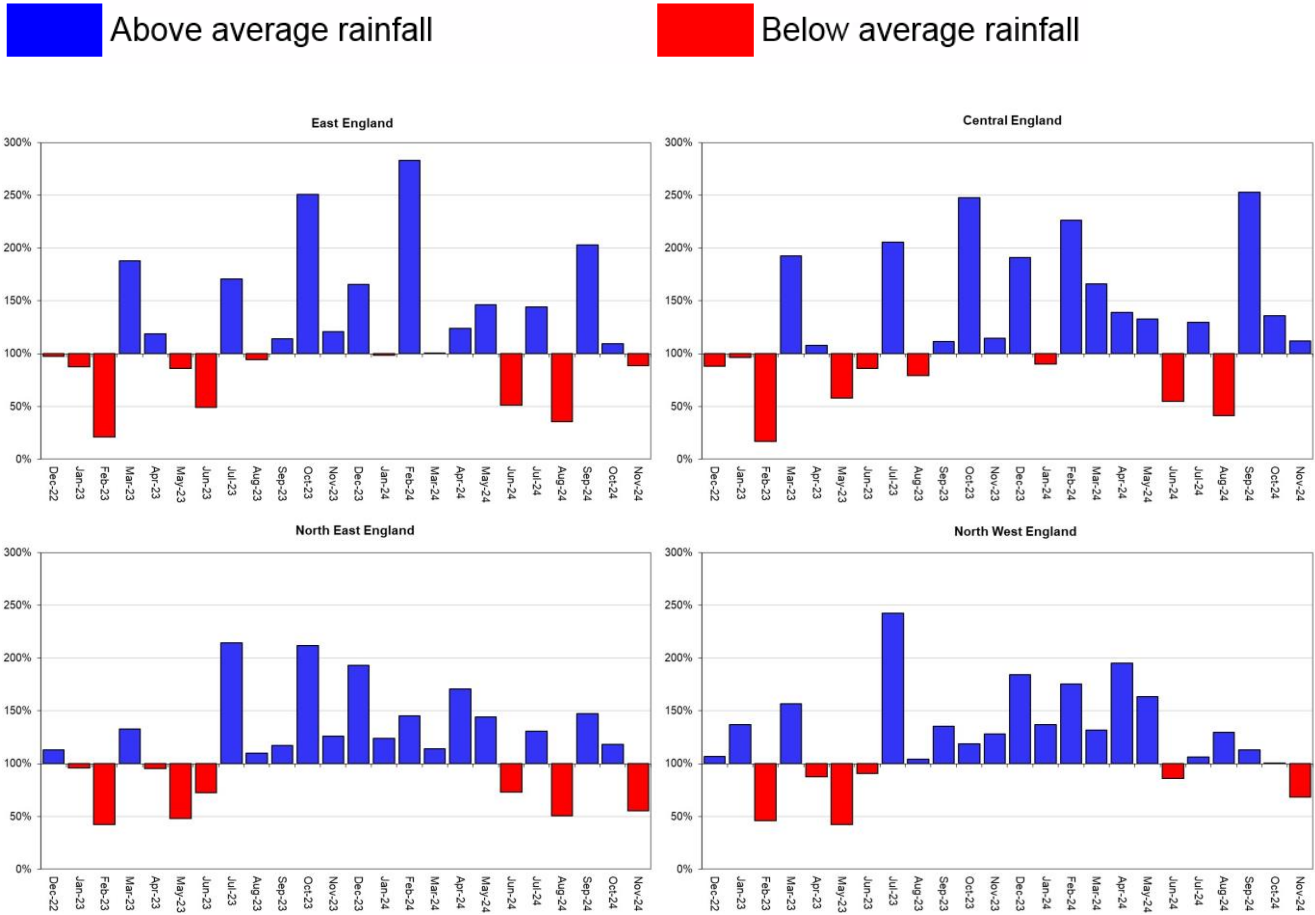 Above average rainfall
Below average rainfall
East England
300%
250%
200%
150%
100%
50%
0%
Dec-22 Jan-23 Feb-23 Mar-23 Apr-23 May-23 Jun-23 Jul-23 Aug-23 Sep-23 Oct-23 Nov-23 Dec-23 Jan-24 Feb-24 Mar-24 Apr-24 May-24 Jun-24 Jul-24 Aug-24 Sep-24 Oct-24 Nov-24
Central England
300%
250%
200%
150%
100%
50%
0%
Dec-22 Jan-23 Feb-23 Mar-23 Apr-23 May-23 Jun-23 Jul-23 Aug-23 Sep-23 Oct-23 Nov-23 Dec-23 Jan-24 Feb-24 Mar-24 Apr-24 May-24 Jun-24 Jul-24 Aug-24 Sep-24 Oct-24 Nov-24
North East England
300%
250%
200%
150%
100%
50%
0%
Dec-22 Jan-23 Feb-23 Mar-23 Apr-23 May-23 Jun-23 Jul-23 Aug-23 Sep-23 Oct-23 Nov-23 Dec-23 Jan-24 Feb-24 Mar-24 Apr-24 May-24 Jun-24 Jul-24 Aug-24 Sep-24 Oct-24 Nov-24
North West England
300%
250%
200%
150%
100%
50%
0%
Dec-22 Jan-23 Feb-23 Mar-23 Apr-23 May-23 Jun-23 Jul-23 Aug-23 Sep-23 Oct-23 Nov-23 Dec-23 Jan-24 Feb-24 Mar-24 Apr-24 May-24 Jun-24 Jul-24 Aug-24 Sep-24 Oct-24 Nov-24